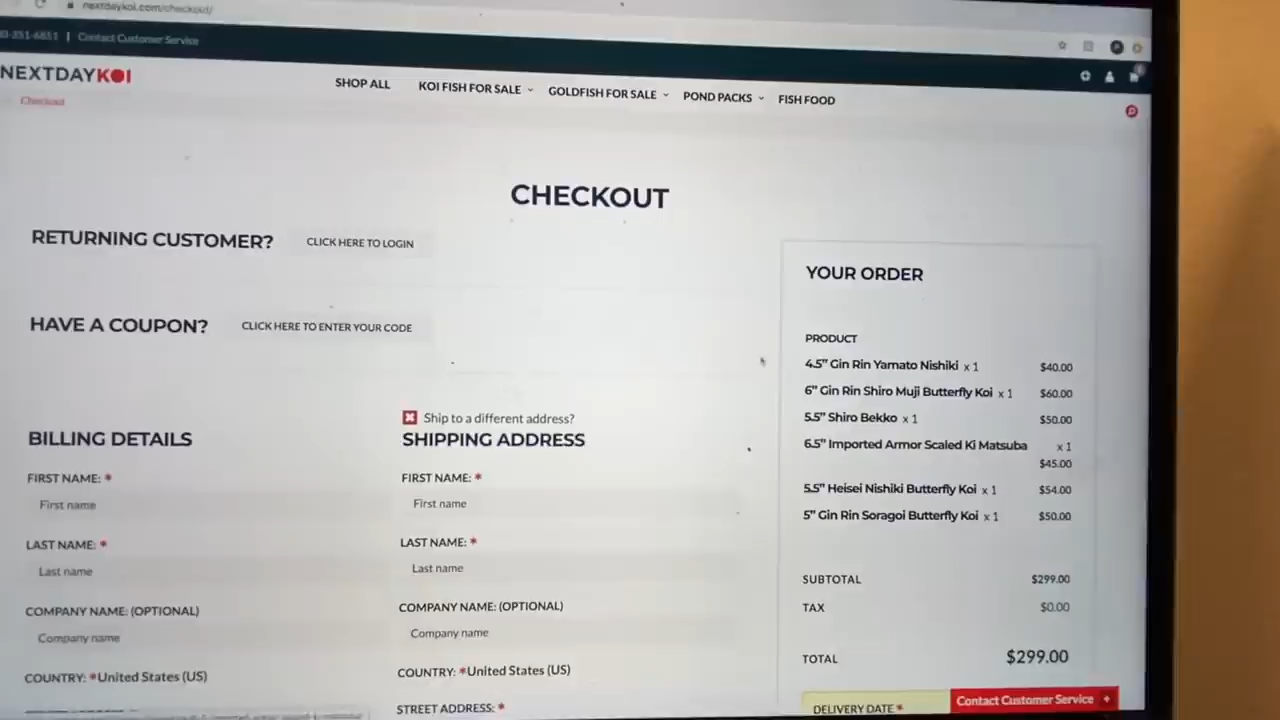 nextdaykoi.com/checkout/
Contact Customer Service
NEXTDAYKOI
SHOP ALL KOI FISH FOR SALE GOLDFISH FOR SALE POND PACKS FISH FOOD
Checkout
CHECKOUT
RETURNING CUSTOMER? CLICK HERE TO LOGIN
HAVE A COUPON? CLICK HERE TO ENTER YOUR CODE
Ship to a different address?
BILLING DETAILS
FIRST NAME: *
First name
LAST NAME: *
Last name
COMPANY NAME: (OPTIONAL)
Company name
COUNTRY: *United States (US)
SHIPPING ADDRESS
FIRST NAME: *
First name
LAST NAME: *
Last name
COMPANY NAME: (OPTIONAL)
Company name
COUNTRY: *United States (US)
STREET ADDRESS: *
YOUR ORDER
PRODUCT
4.5" Gin Rin Yamato Nishiki x 1 $40.00
6" Gin Rin Shiro Muji Butterfly Koi x 1 $60.00
5.5" Shiro Bekko x 1 $50.00
6.5" Imported Armor Scaled Ki Matsuba x 1
$45.00
5.5" Heisei Nishiki Butterfly Koi x 1 $54.00
5" Gin Rin Soragoi Butterfly Koi x 1 $50.00
SUBTOTAL $299.00
TAX $0.00
TOTAL $299.00
DELIVERY DATE *
Contact Customer Service +